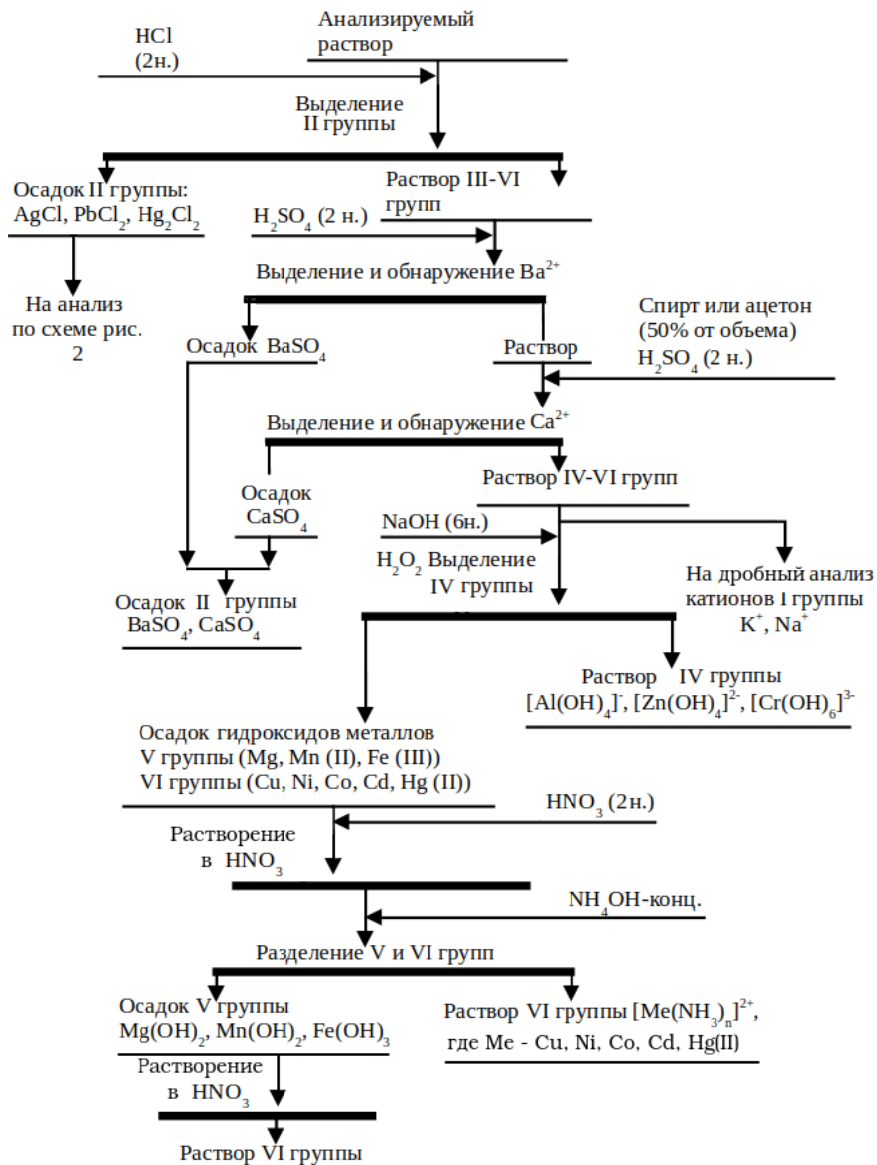 HCl
(2н.)
Анализируемый
раствор
Выделение
II группы
Осадок II группы:
AgCl, PbCl₂, Hg₂Cl₂
Раствор III-VI
групп
H₂SO₄ (2 н.)
Выделение и обнаружение Ba²⁺
На анализ
по схеме рис.
2
Осадок BaSO₄
Раствор
Спирт или ацетон
(50% от объема)
H₂SO₄ (2 н.)
Выделение и обнаружение Ca²⁺
Осадок
CaSO₄
Раствор IV-VI групп
NaOH (6н.)
H₂O₂ Выделение
IV группы
На дробный анализ
катионов I группы
K⁺, Na⁺
Осадок II группы
BaSO₄, CaSO₄
Раствор IV группы
[Al(OH)₄]⁻, [Zn(OH)₄]²⁻, [Cr(OH)₆]³⁻
Осадок гидроксидов металлов
V группы (Mg, Mn (II), Fe (III))
VI группы (Cu, Ni, Co, Cd, Hg (II))
HNO₃ (2н.)
Растворение
в HNO₃
NH₄OH-конц.
Разделение V и VI групп
Осадок V группы
Mg(OH)₂, Mn(OH)₂, Fe(OH)₃
Раствор VI группы [Me(NH₃)ₙ]²⁺,
где Me - Cu, Ni, Co, Cd, Hg(II)
Растворение
в HNO₃
Раствор VI группы